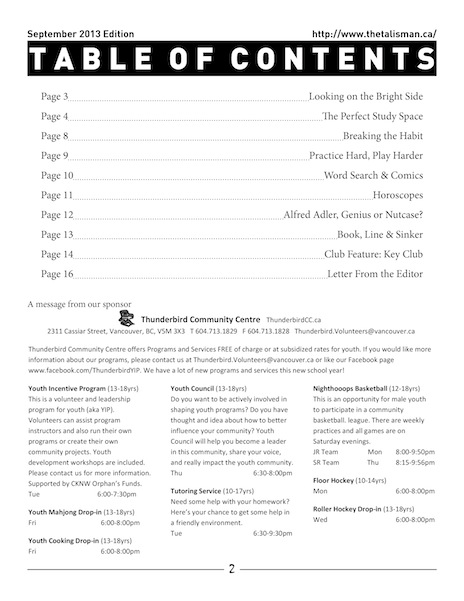 September 2013 Edition http://www.thetalisman.ca/
TABLE OF CONTENTS
Page 3 Looking on the Bright Side
Page 4 The Perfect Study Space
Page 8 Breaking the Habit
Page 9 Practice Hard, Play Harder
Page 10 Word Search & Comics
Page 11 Horoscopes
Page 12 Alfred Adler, Genius or Nutcase?
Page 13 Book, Line & Sinker
Page 14 Club Feature: Key Club
Page 16 Letter From the Editor
A message from our sponsor
Thunderbird Community Centre ThunderbirdCC.ca
2311 Cassiar Street, Vancouver, BC, V5M 3X3 T 604.713.1829 F 604.713.1828 Thunderbird.Volunteers@vancouver.ca
Thunderbird Community Centre offers Programs and Services FREE of charge or at subsidized rates for youth. If you would like more
information about our programs, please contact us at Thunderbird.Volunteers@vancouver.ca or like our Facebook page
www.facebook.com/ThunderbirdYIP. We have a lot of new programs and services this new school year!
Youth Incentive Program (13-18yrs)
This is a volunteer and leadership
program for youth (aka YIP).
Volunteers can assist program
instructors and also run their own
programs or create their own
community projects. Youth
development workshops are included.
Please contact us for more information.
Supported by CKNW Orphan's Funds.
Tue 6:00-7:30pm
Youth Mahjong Drop-in (13-18yrs)
Fri 6:00-8:00pm
Youth Cooking Drop-in (13-18yrs)
Fri 6:00-8:00pm
Youth Council (13-18yrs)
Do you want to be actively involved in
shaping youth programs? Do you have
thought and idea about how to better
influence your community? Youth
Council will help you become a leader
in this community, share your voice,
and really impact the youth community.
Thu 6:30-8:00pm
Tutoring Service (10-17yrs)
Need some help with your homework?
Here's your chance to get some help in
a friendly environment.
Tue 6:30-9:30pm
Nighthooops Basketball (12-18yrs)
This is an opportunity for male youth
to participate in a community
basketball. league. There are weekly
practices and all games are on
Saturday evenings.
JR Team Mon 8:00-9:50pm
SR Team Thu 8:15-9:56pm
Floor Hockey (10-14yrs)
Mon 6:00-8:00pm
Roller Hockey Drop-in (13-18yrs)
Wed 6:00-8:00pm
2